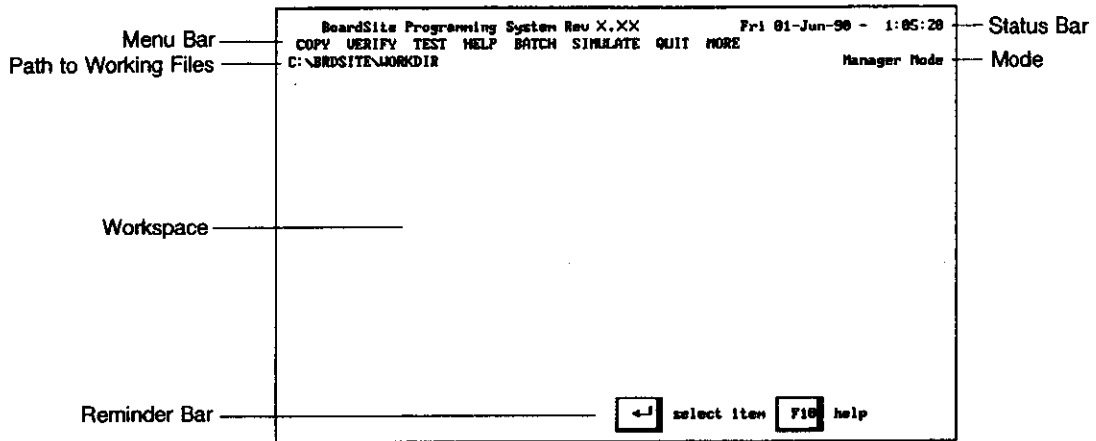 BoardSite Programming System Rev X.XX Fri 01-Jun-90 - 1:05:20 Status Bar
Menu Bar COPY VERIFY TEST HELP BATCH SIMULATE QUIT MORE
Path to Working Files C:\BRDSITE\WORKDIR Manager Mode Mode
Workspace
Reminder Bar ↵ select item F10 help